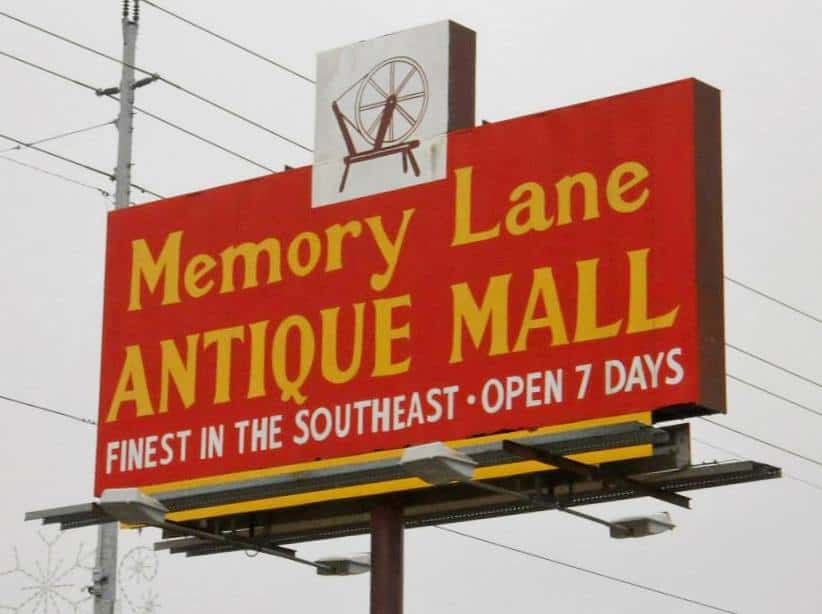 Memory Lane
ANTIQUE MALL
FINEST IN THE SOUTHEAST • OPEN 7 DAYS